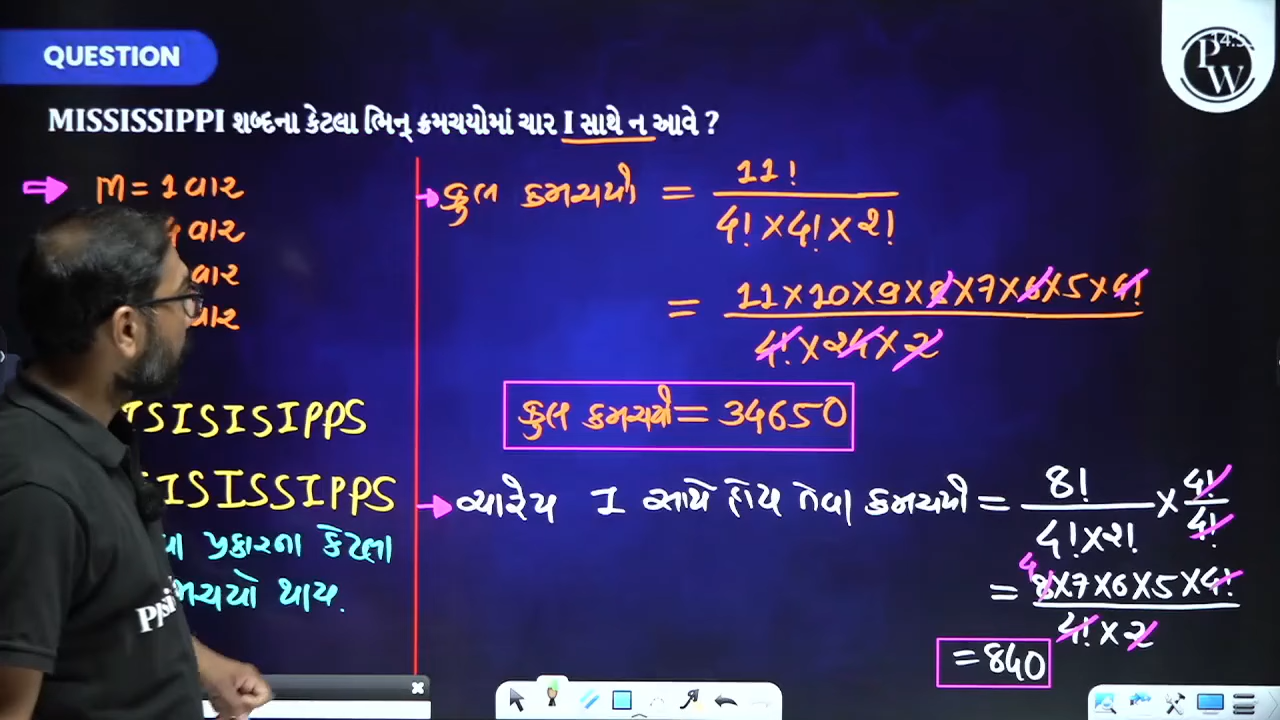 QUESTION
PW
MISSISSIPPI શબ્દના કેટલા ભિન્ ક્રમચયોમાં ચાર I સાથે ન આવે ?
M = 1 વાર
4 વાર
વાર
વાર
ISISISIPPS
ISISSIPPS
પ્રકારના કેટલા
થાય.
કુલ ક્રમચયો = 11! / 4! × 4! × 2!
= 11 × 10 × 9 × 8 × 7 × 6 × 5 × 4! / 4! × 24 × 2
કુલ ક્રમચયો = 34650
ચારેય I સાથે હોય તેવા ક્રમચયો = 8! / 4! × 2! × 4! / 4!
= 8 × 7 × 6 × 5 × 4! / 4! × 2
4
= 840